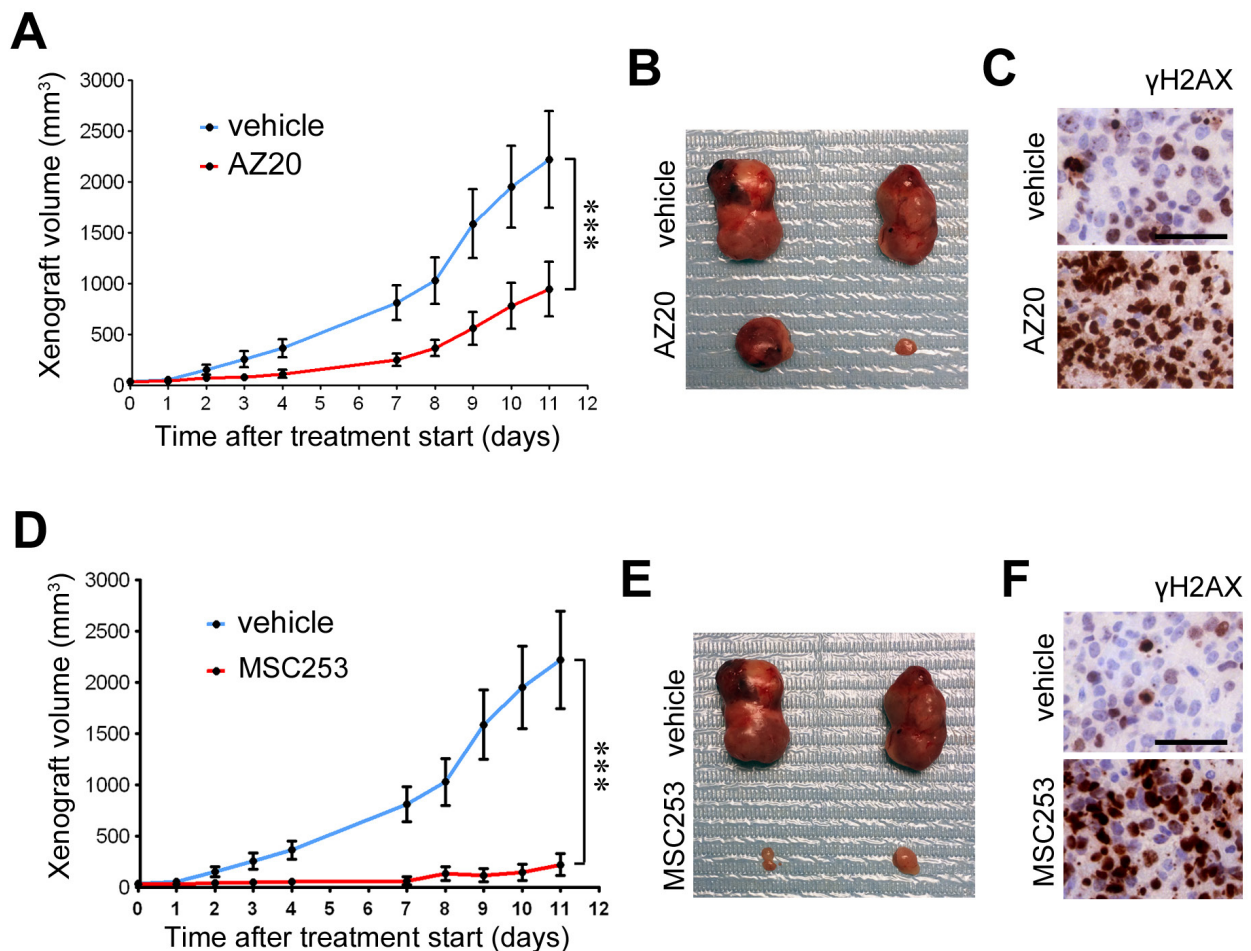 A
Xenograft volume (mm³)
3000
2500
2000
1500
1000
500
0
vehicle
AZ20
***
0 1 2 3 4 5 6 7 8 9 10 11 12
Time after treatment start (days)
B
vehicle
AZ20
C
γH2AX
vehicle
AZ20
D
Xenograft volume (mm³)
3000
2500
2000
1500
1000
500
0
vehicle
MSC253
***
0 1 2 3 4 5 6 7 8 9 10 11 12
Time after treatment start (days)
E
vehicle
MSC253
F
γH2AX
vehicle
MSC253